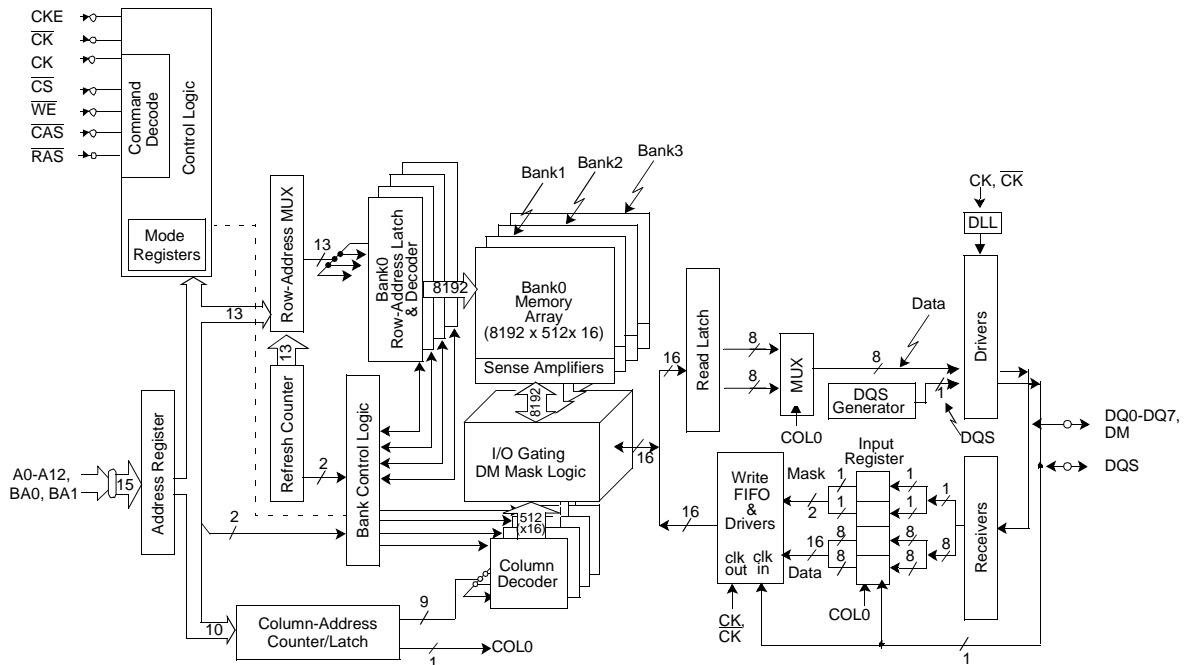 CKE
CK
CK
CS
WE
CAS
RAS
Command
Decode
Control Logic
Mode
Registers
Row-Address MUX
13
13
Refresh Counter
2
13
Bank0
Row-Address Latch
& Decoder
8192
Bank1
Bank2
Bank3
Bank0
Memory
Array
(8192 x 512x 16)
Sense Amplifiers
8192
I/O Gating
DM Mask Logic
16
Bank Control Logic
2
512
(x16)
Column
Decoder
A0-A12,
BA0, BA1
15
Address Register
10
Column-Address
Counter/Latch
9
1
COL0
16
Read Latch
8
8
MUX
COL0
8
Data
DQS
Generator
1
DQS
CK, CK
DLL
Drivers
DQ0-DQ7,
DM
DQS
Receivers
Input
Register
Mask
1
1
2
1
1
1
8
8
16
8
8
8
Data
COL0
Write
FIFO
&
Drivers
clk
out
clk
in
CK,
CK
16
1